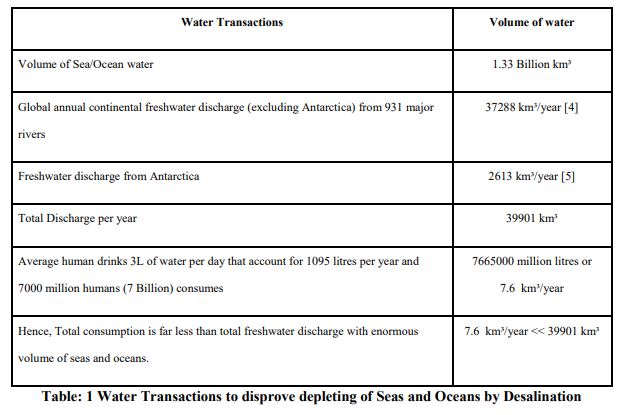 Water Transactions
Volume of water
Volume of Sea/Ocean water
1.33 Billion km³
Global annual continental freshwater discharge (excluding Antarctica) from 931 major
rivers
37288 km³/year [4]
Freshwater discharge from Antarctica
2613 km³/year [5]
Total Discharge per year
39901 km³
Average human drinks 3L of water per day that account for 1095 litres per year and
7000 million humans (7 Billion) consumes
7665000 million litres or
7.6 km³/year
Hence, Total consumption is far less than total freshwater discharge with enormous
volume of seas and oceans.
7.6 km³/year << 39901 km³
Table: 1 Water Transactions to disprove depleting of Seas and Oceans by Desalination